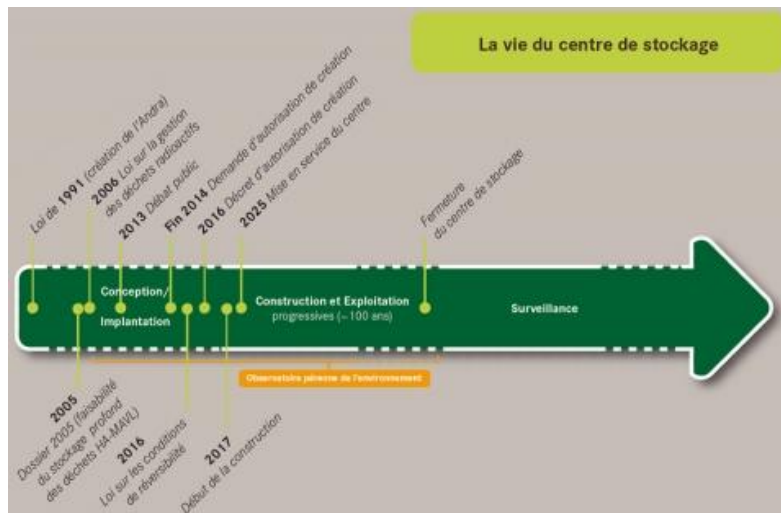 La vie du centre de stockage
Loi de 1991 (création de l'Andra)
2006 Loi sur la gestion
des déchets radioactifs
2013 Débat public
Fin 2014 Demande d'autorisation de création
2016 Décret d'autorisation de création
2025 Mise en service du centre
Fermeture
du centre de stockage
Conception/
Implantation
Construction et Exploitation
progressives (~ 100 ans)
Surveillance
Observatoire pérenne de l'environnement
2005
Dossier 2005 (faisabilité
du stockage profond
des déchets HA-MAVL)
2016
Loi sur les conditions
de réversibilité
2017
Début de la construction